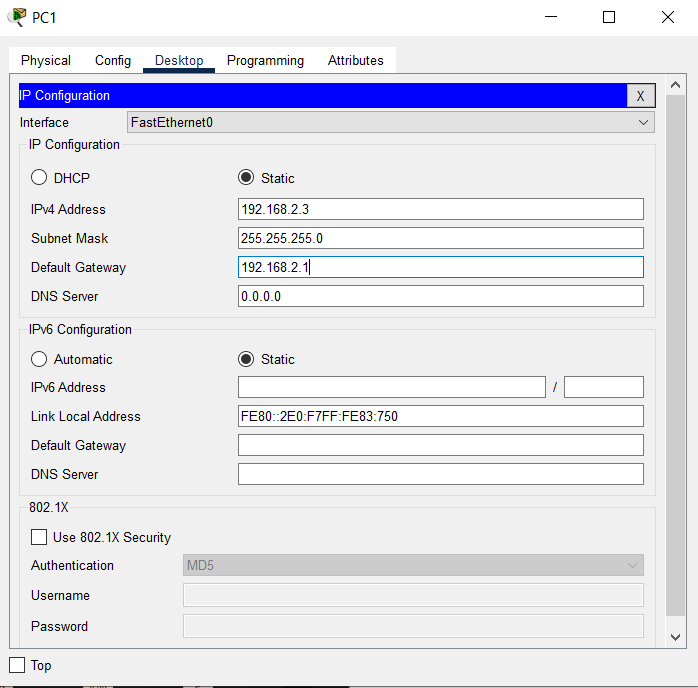 PC1
Physical Config Desktop Programming Attributes
IP Configuration X
Interface FastEthernet0
IP Configuration
DHCP Static
IPv4 Address 192.168.2.3
Subnet Mask 255.255.255.0
Default Gateway 192.168.2.1
DNS Server 0.0.0.0
IPv6 Configuration
Automatic Static
IPv6 Address /
Link Local Address FE80::2E0:F7FF:FE83:750
Default Gateway
DNS Server
802.1X
Use 802.1X Security
Authentication MD5
Username
Password
Top